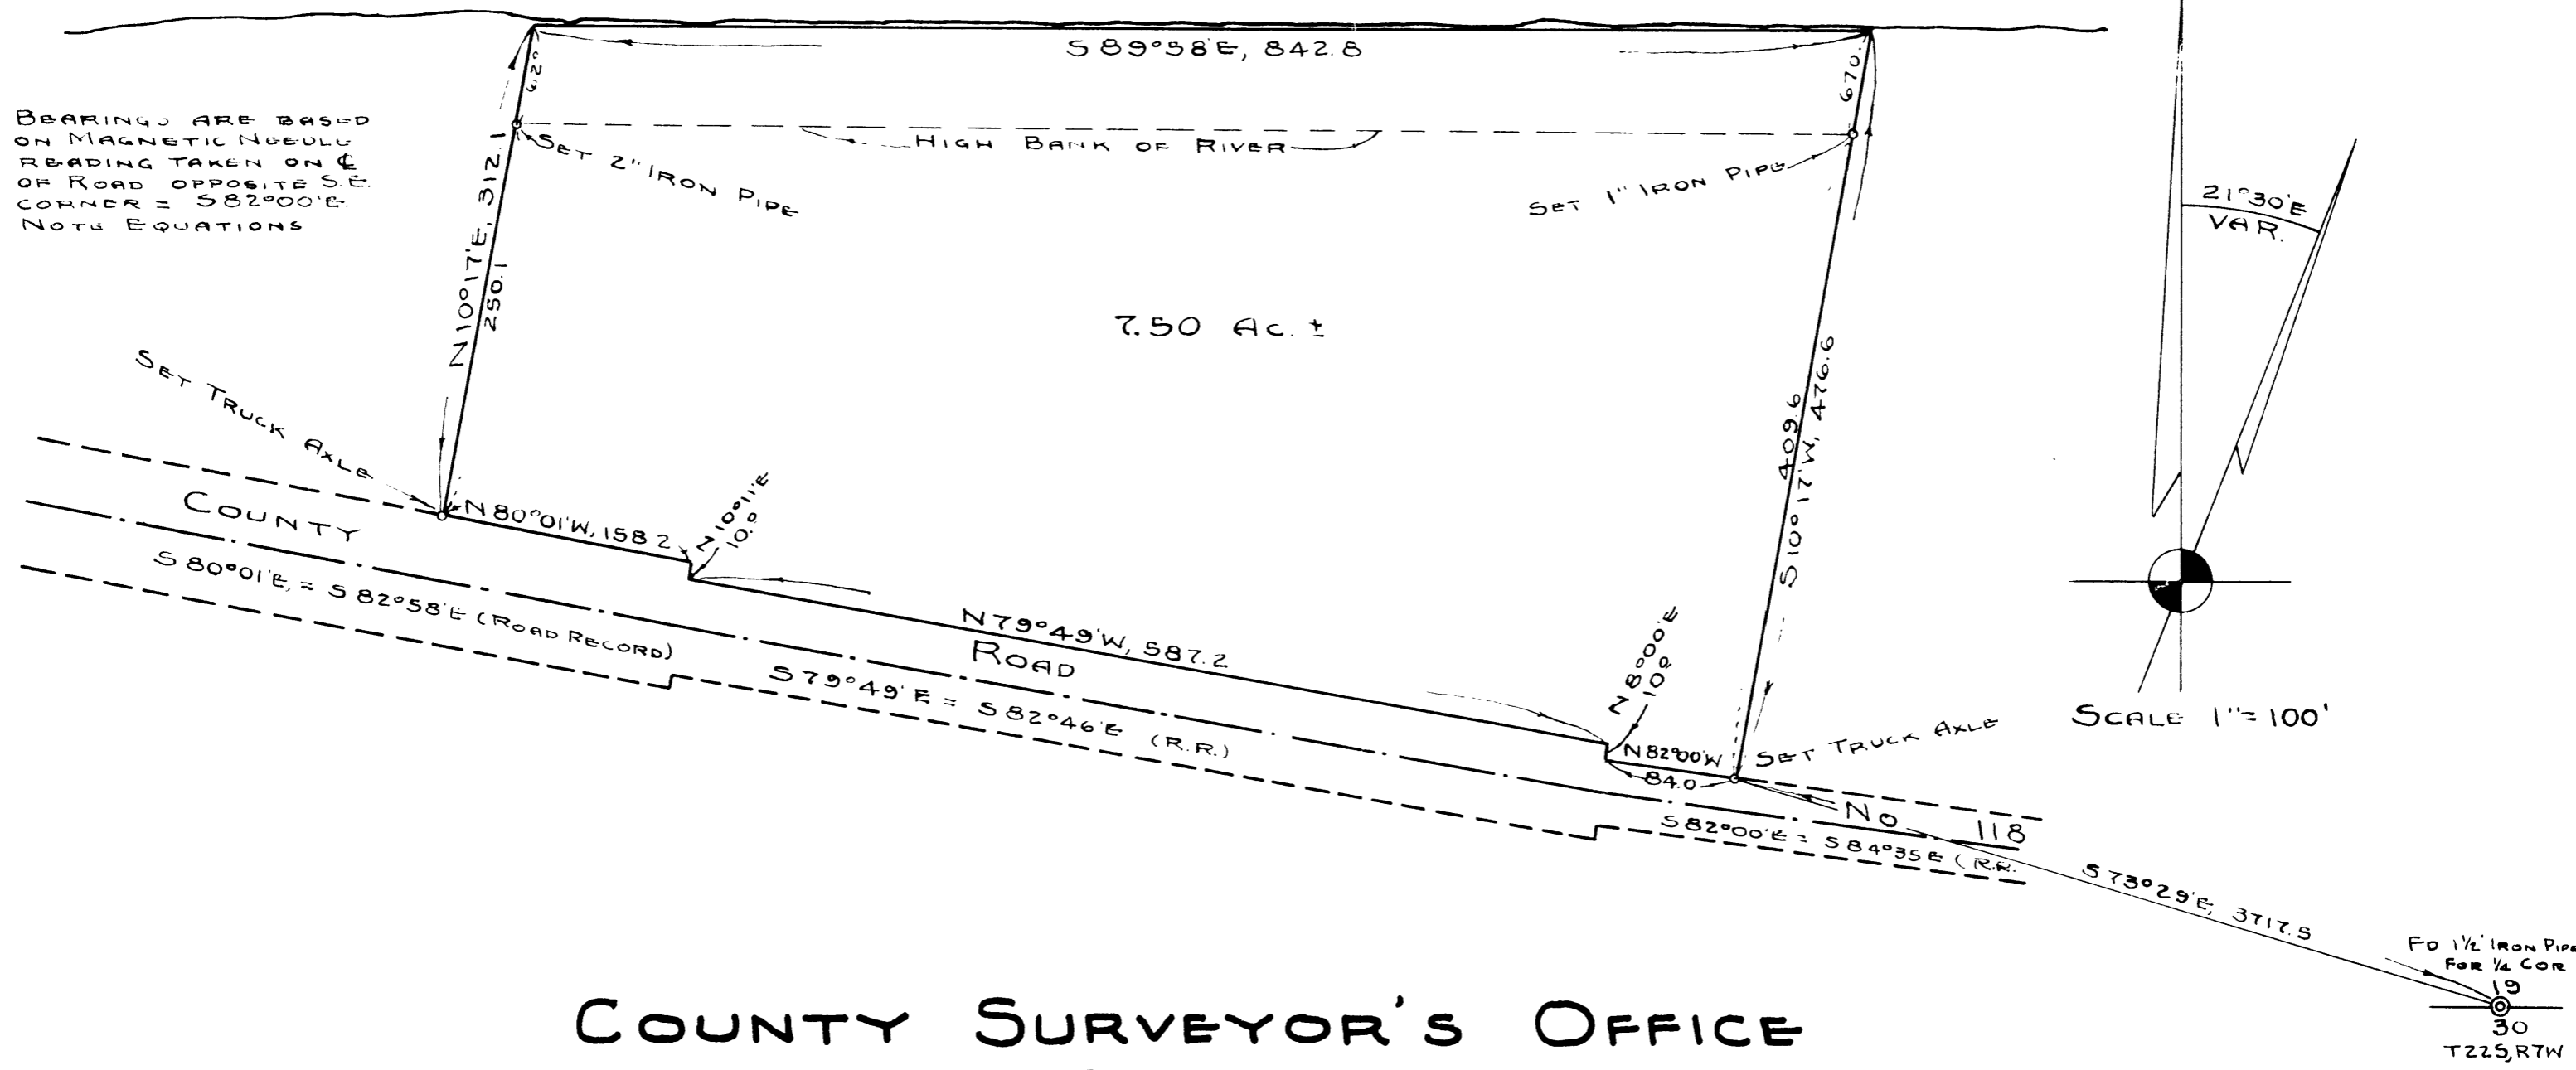 S 89°58'E, 842.8
62.0
670.
BEARINGS ARE BASED
ON MAGNETIC NEEDLE
READING TAKEN ON ℄
OF ROAD OPPOSITE S.E.
CORNER = S82°00'E.
NOTE EQUATIONS
HIGH BANK OF RIVER
SET 2" IRON PIPE
SET 1" IRON PIPE
21°30'E
VAR.
N10°17'E, 312.1
250.1
7.50 AC. ±
409.6
S10°17'W, 476.6
SET TRUCK AXLE
COUNTY
N80°01'W, 158.2
N 10°11'E
10.0'
S 80°01'E, = S 82°58'E (ROAD RECORD)
N79°49'W, 587.2
ROAD
S79°49'E = S82°46'E (R.R.)
N 8°00'E
10.0'
N82°00'W
84.0
SET TRUCK AXLE
SCALE 1"=100'
NO 118
S82°00'E = S84°35'E (R.R.
S73°29'E, 3717.5
FD 1½" IRON PIPE
FOR ¼ COR
19
30
T22S, R7W
COUNTY SURVEYOR'S OFFICE